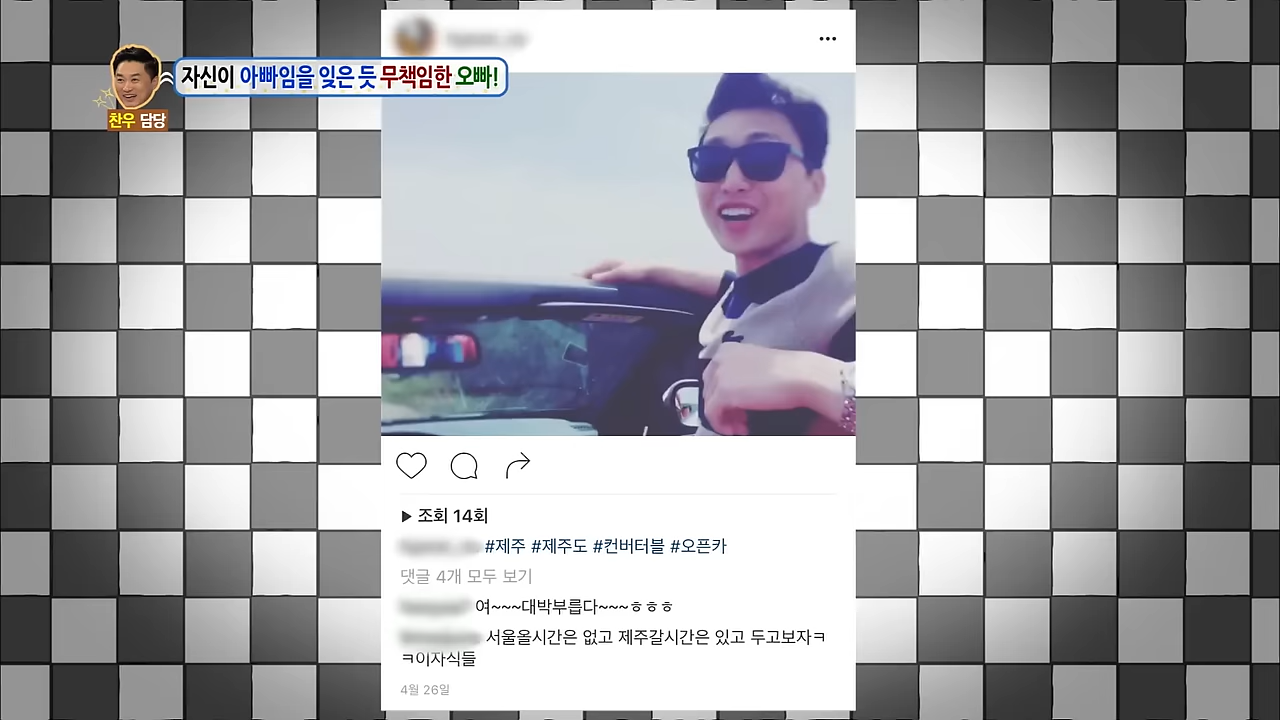 자신이 아빠임을 잊은 듯 무책임한 오빠!
찬우 담당
조회 14회
#제주 #제주도 #컨버터블 #오픈카
댓글 4개 모두 보기
여~~~대박부릅다~~~ㅎㅎㅎ
서울올시간은 없고 제주갈시간은 있고 두고보자ㅋ
ㅋ이자식들
4월 26일